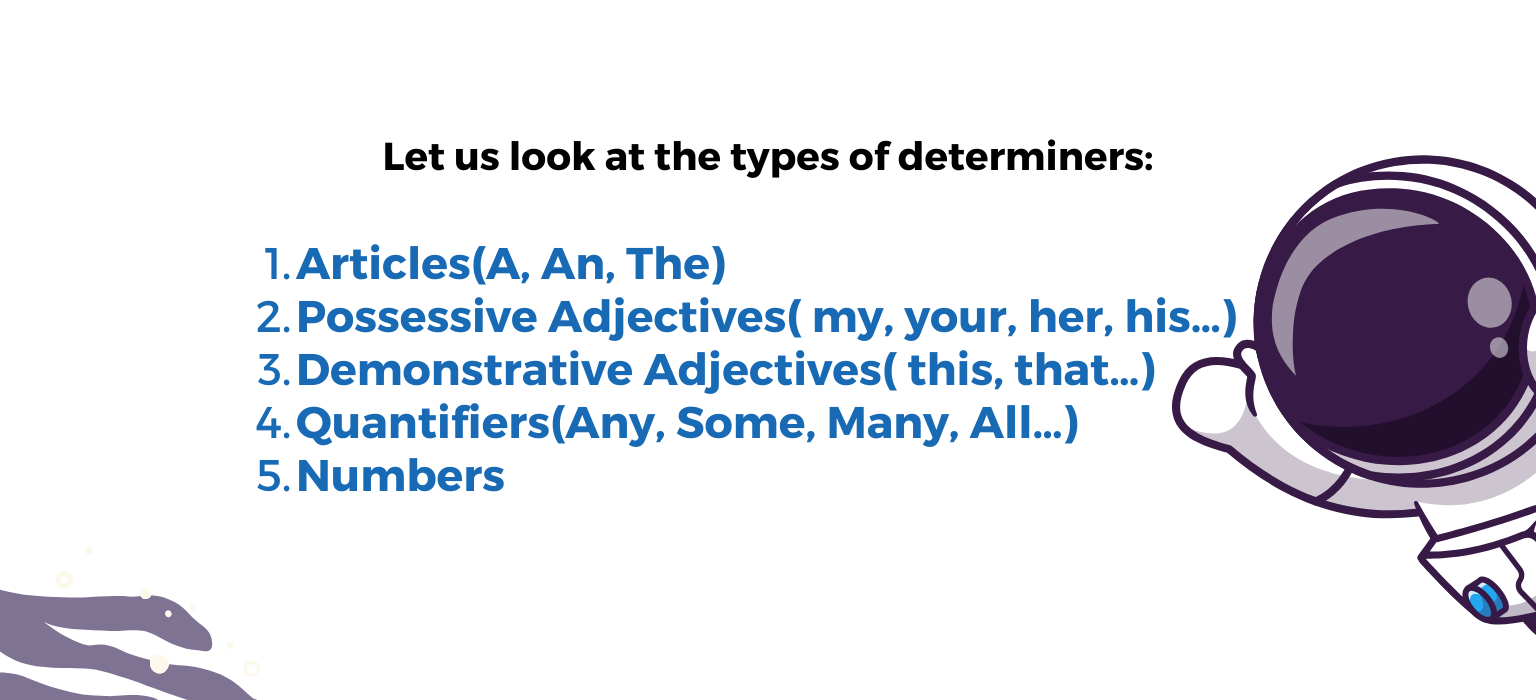 Let us look at the types of determiners:
1. Articles(A, An, The)
2. Possessive Adjectives( my, your, her, his...)
3. Demonstrative Adjectives( this, that...)
4. Quantifiers(Any, Some, Many, All...)
5. Numbers